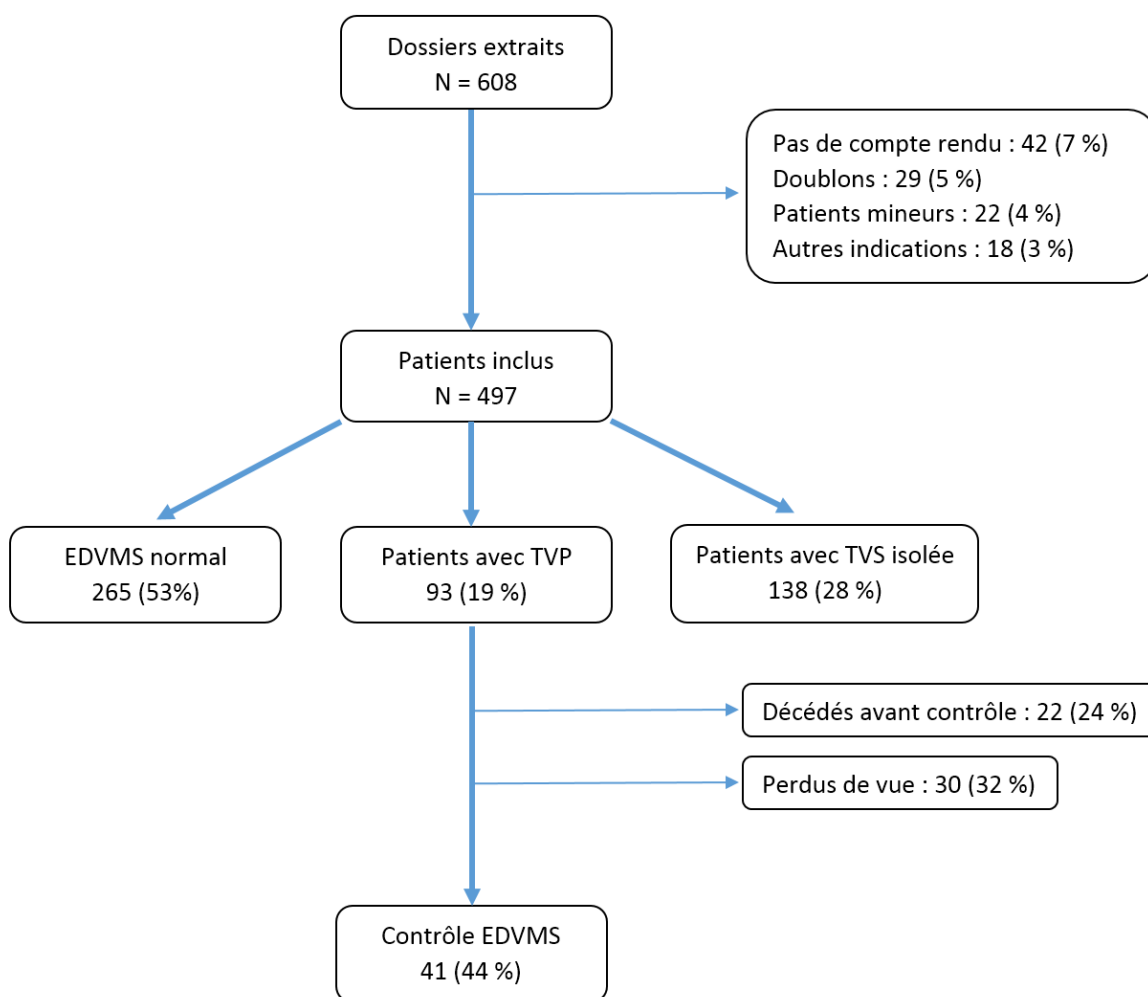 Dossiers extraits
N = 608
Pas de compte rendu : 42 (7 %)
Doublons : 29 (5 %)
Patients mineurs : 22 (4 %)
Autres indications : 18 (3 %)
Patients inclus
N = 497
EDVMS normal
265 (53%)
Patients avec TVP
93 (19 %)
Patients avec TVS isolée
138 (28 %)
Décédés avant contrôle : 22 (24 %)
Perdus de vue : 30 (32 %)
Contrôle EDVMS
41 (44 %)